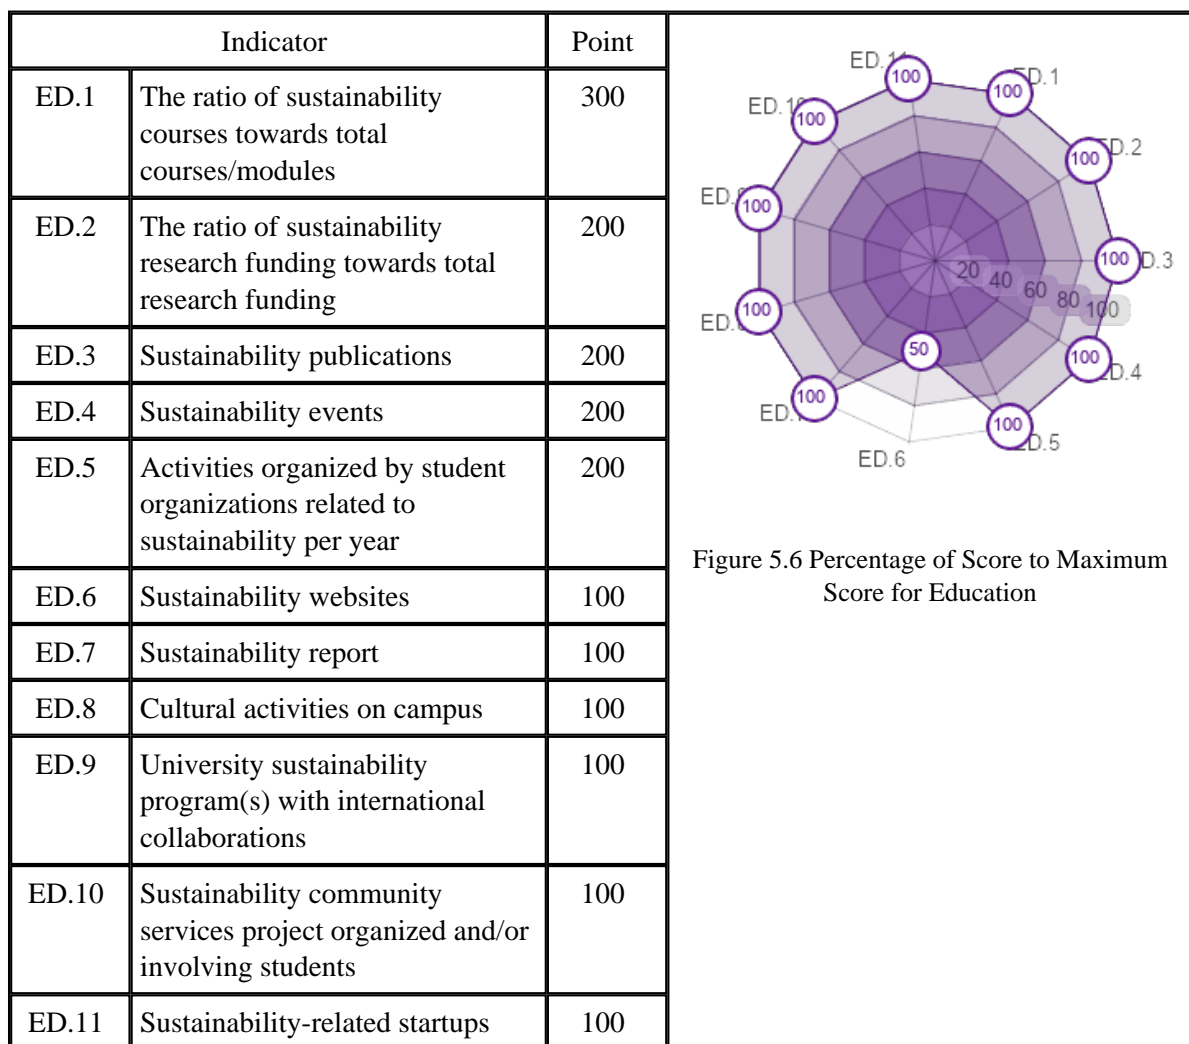 Indicator Point
ED.1 The ratio of sustainability 300
courses towards total
courses/modules
ED.2 The ratio of sustainability 200
research funding towards total
research funding
ED.3 Sustainability publications 200
ED.4 Sustainability events 200
ED.5 Activities organized by student 200
organizations related to
sustainability per year
ED.6 Sustainability websites 100
ED.7 Sustainability report 100
ED.8 Cultural activities on campus 100
ED.9 University sustainability 100
program(s) with international
collaborations
ED.10 Sustainability community 100
services project organized and/or
involving students
ED.11 Sustainability-related startups 100
100
100
100
100
100
100
D.2
100
100
D.3
20 40 60 80 100
100
50
100
D.4
100
100
ED.6
Figure 5.6 Percentage of Score to Maximum
Score for Education